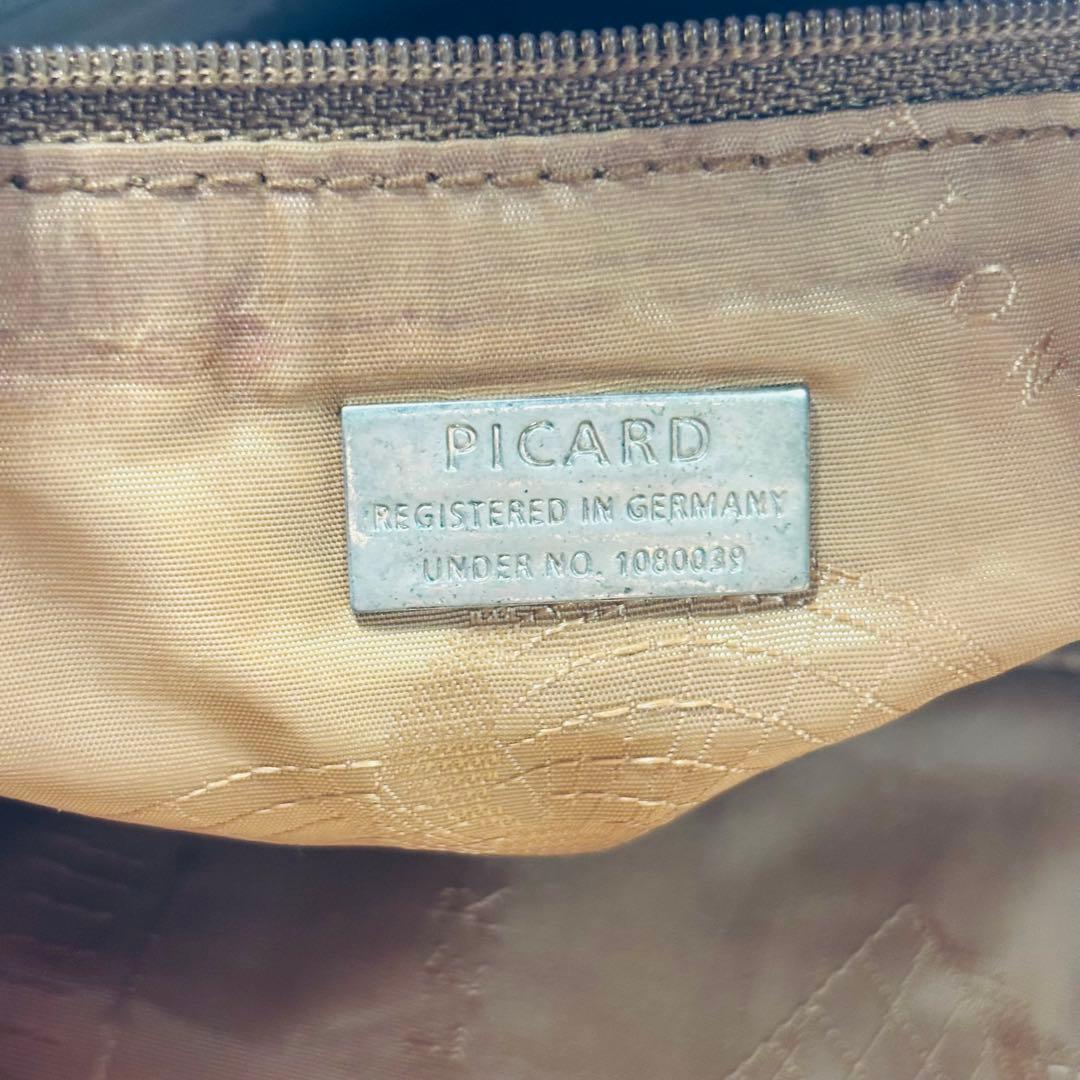 PICARD
REGISTERED IN GERMANY
UNDER NO. 1080039